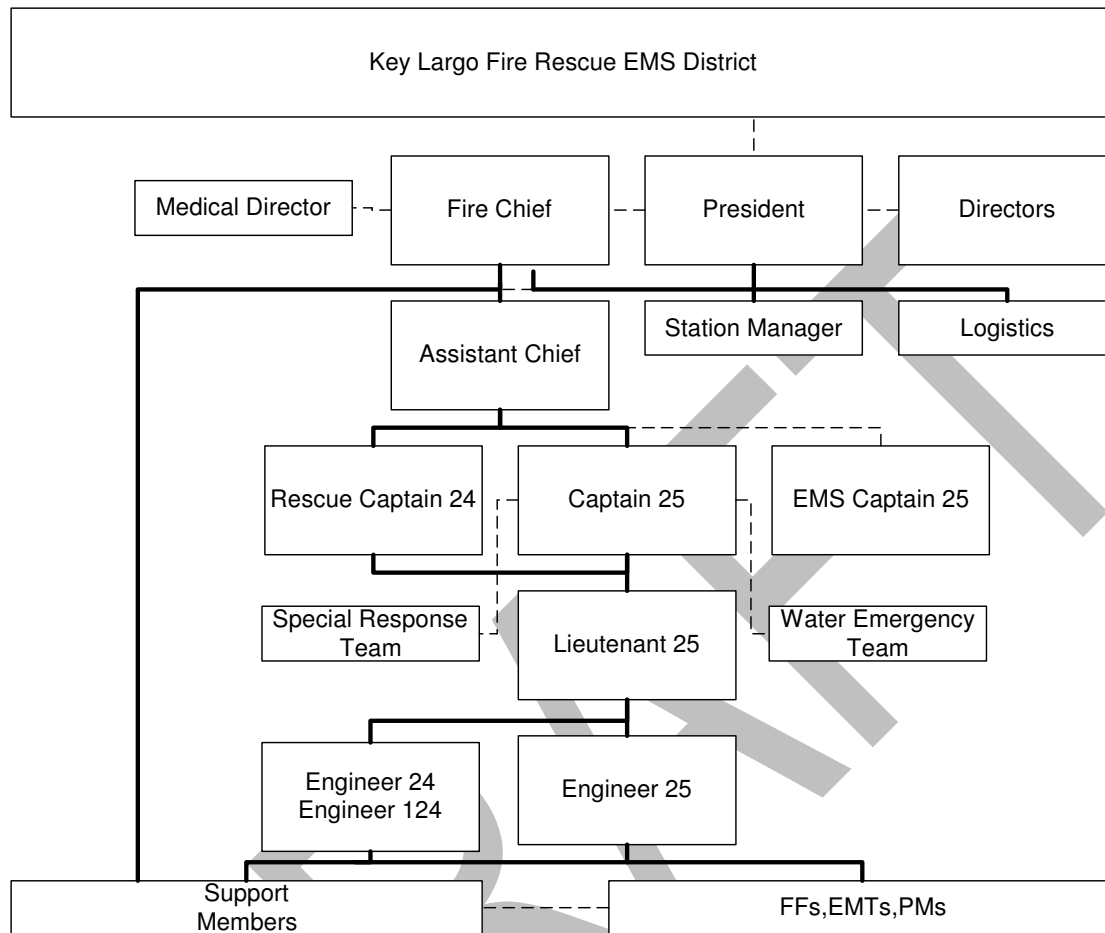 Key Largo Fire Rescue EMS District
Medical Director
Fire Chief
President
Directors
Assistant Chief
Station Manager
Logistics
Rescue Captain 24
Captain 25
EMS Captain 25
Special Response
Team
Lieutenant 25
Water Emergency
Team
Engineer 24
Engineer 124
Engineer 25
Support
Members
FFs,EMTs,PMs
DRAFT